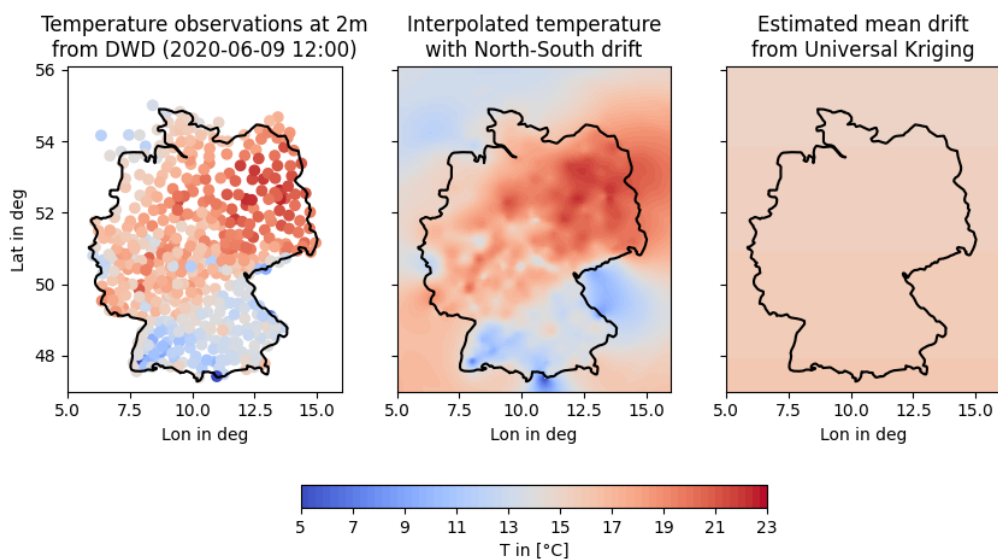 Temperature observations at 2m
from DWD (2020-06-09 12:00)
Interpolated temperature
with North-South drift
Estimated mean drift
from Universal Kriging
56
54
52
50
48
Lat in deg
5.0 7.5 10.0 12.5 15.0
Lon in deg
5.0 7.5 10.0 12.5 15.0
Lon in deg
5.0 7.5 10.0 12.5 15.0
Lon in deg
5 7 9 11 13 15 17 19 21 23
T in [°C]